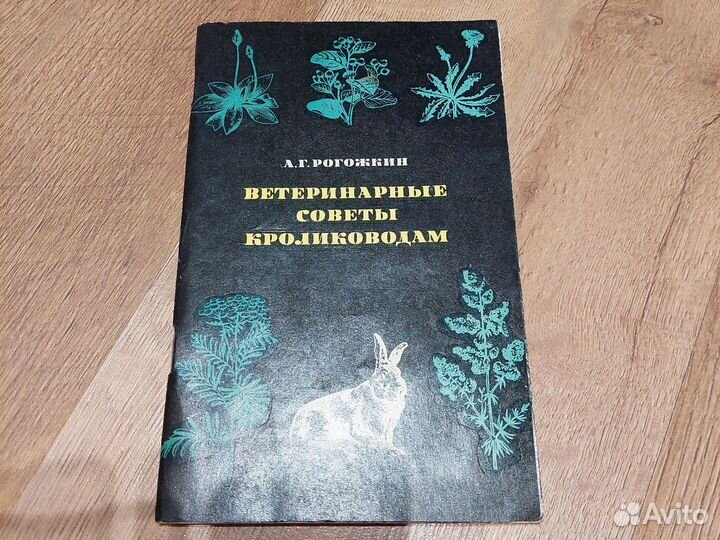 А.Г.РОГОЖКИН
ВЕТЕРИНАРНЫЕ
СОВЕТЫ
КРОЛИКОВОДАМ
Avito